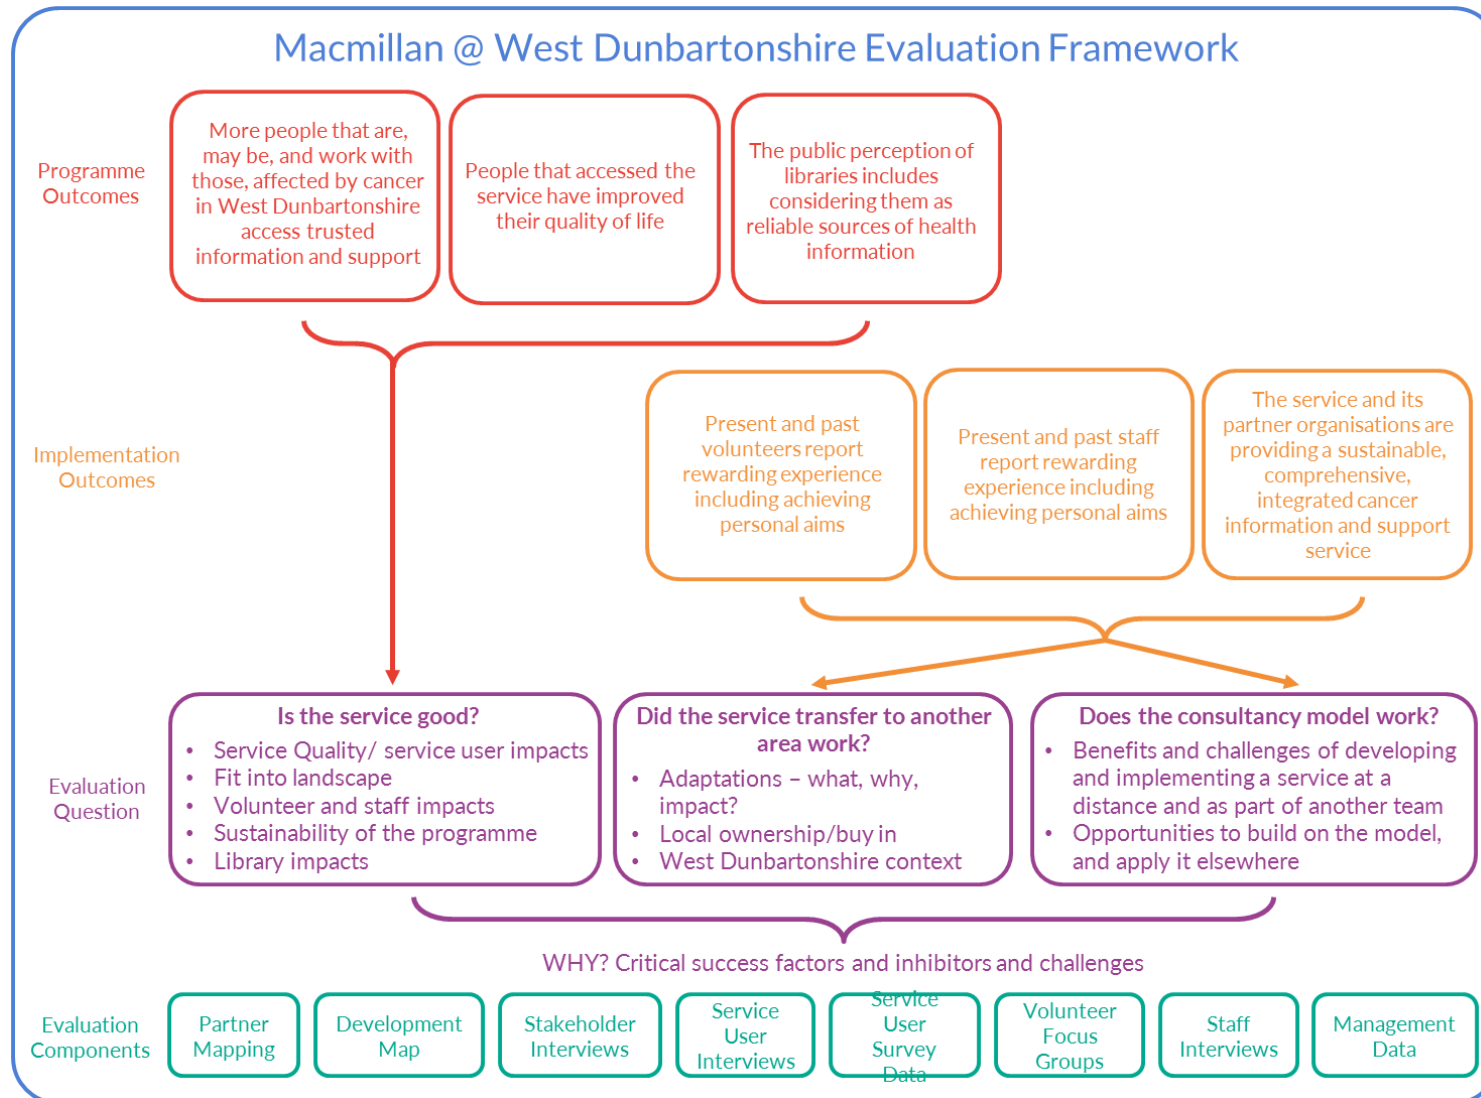 Macmillan @ West Dunbartonshire Evaluation Framework
Programme
Outcomes
More people that are,
may be, and work with
those, affected by cancer
in West Dunbartonshire
access trusted
information and support
People that accessed the
service have improved
their quality of life
The public perception of
libraries includes
considering them as
reliable sources of health
information
Implementation
Outcomes
Present and past
volunteers report
rewarding experience
including achieving
personal aims
Present and past staff
report rewarding
experience including
achieving personal aims
The service and its
partner organisations are
providing a sustainable,
comprehensive,
integrated cancer
information and support
service
Evaluation
Question
Is the service good?
• Service Quality/ service user impacts
• Fit into landscape
• Volunteer and staff impacts
• Sustainability of the programme
• Library impacts
Did the service transfer to another
area work?
• Adaptations – what, why,
impact?
• Local ownership/buy in
• West Dunbartonshire context
Does the consultancy model work?
• Benefits and challenges of developing
and implementing a service at a
distance and as part of another team
• Opportunities to build on the model,
and apply it elsewhere
WHY? Critical success factors and inhibitors and challenges
Evaluation
Components
Partner
Mapping
Development
Map
Stakeholder
Interviews
Service
User
Interviews
Service
User
Survey
Data
Volunteer
Focus
Groups
Staff
Interviews
Management
Data